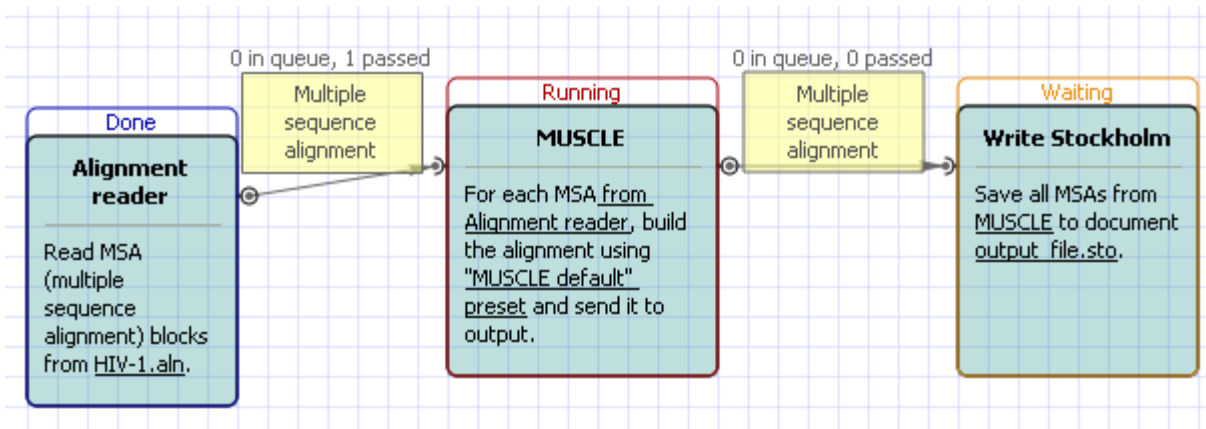 0 in queue, 1 passed
Multiple
sequence
alignment
0 in queue, 0 passed
Multiple
sequence
alignment
Done
Alignment
reader
Read MSA
(multiple
sequence
alignment) blocks
from HIV-1.aln.
Running
MUSCLE
For each MSA from
Alignment reader, build
the alignment using
"MUSCLE default"
preset and send it to
output.
Waiting
Write Stockholm
Save all MSAs from
MUSCLE to document
output_file.sto.